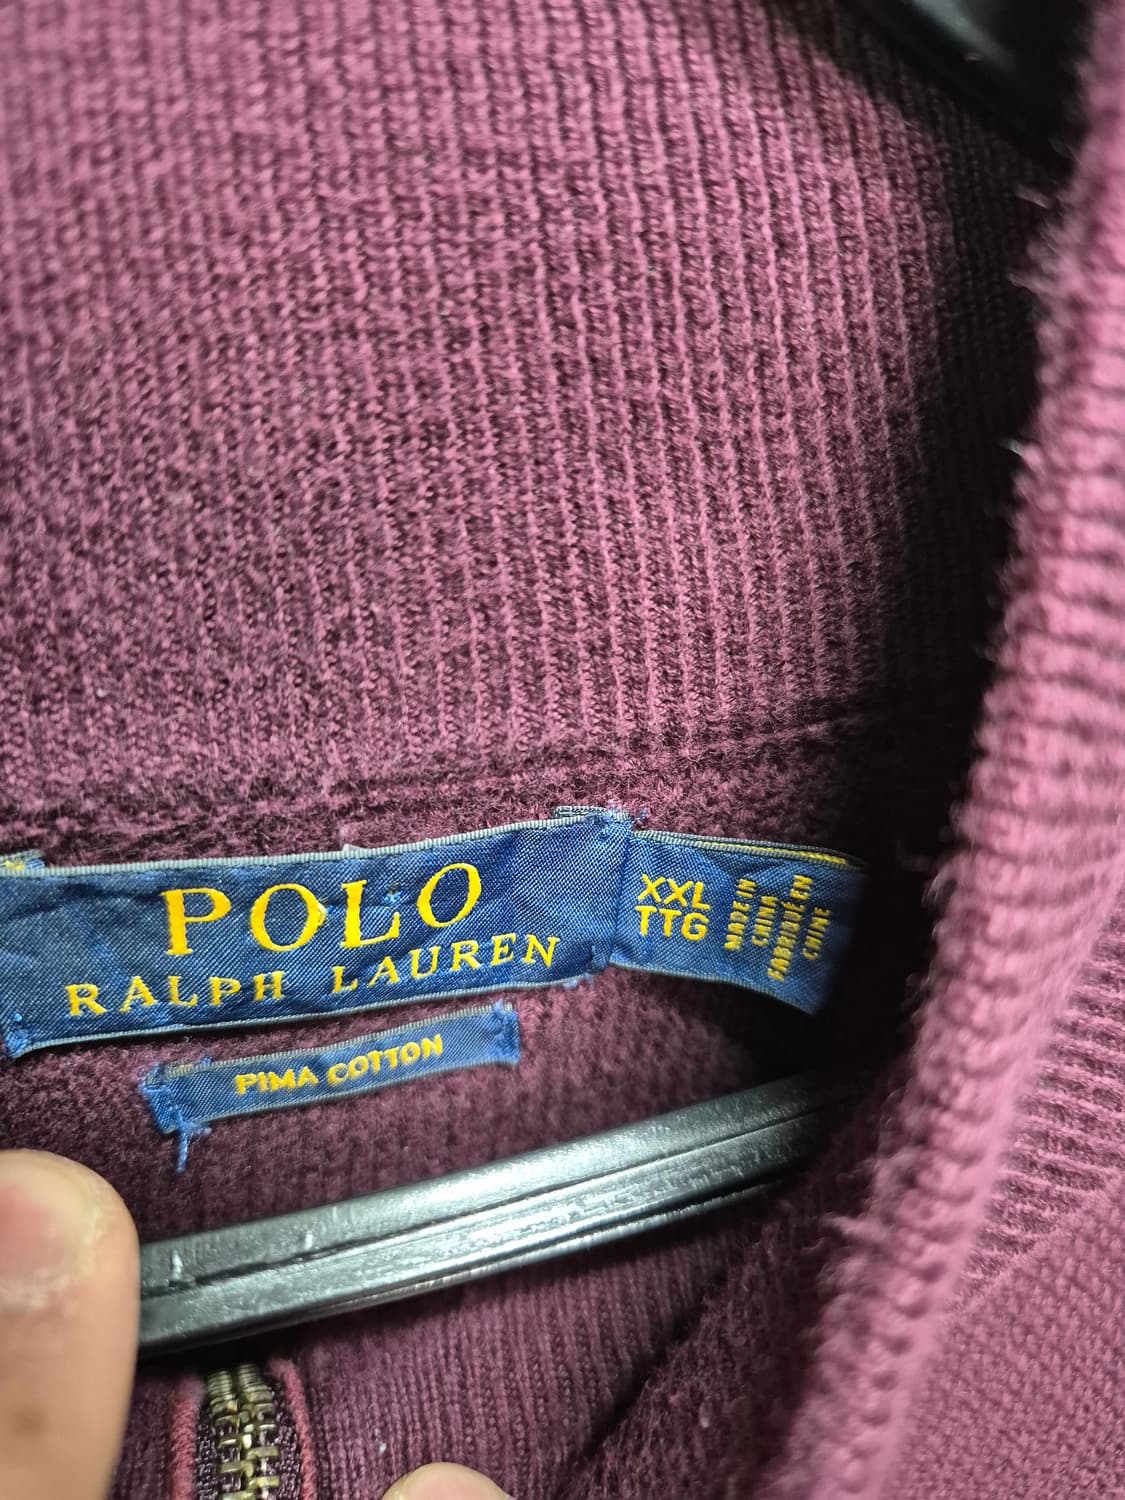 POLO
RALPH LAUREN
PIMA COTTON
XXL
TTG
MADE IN
CHINA
FABRIQUÉ EN
CHINE